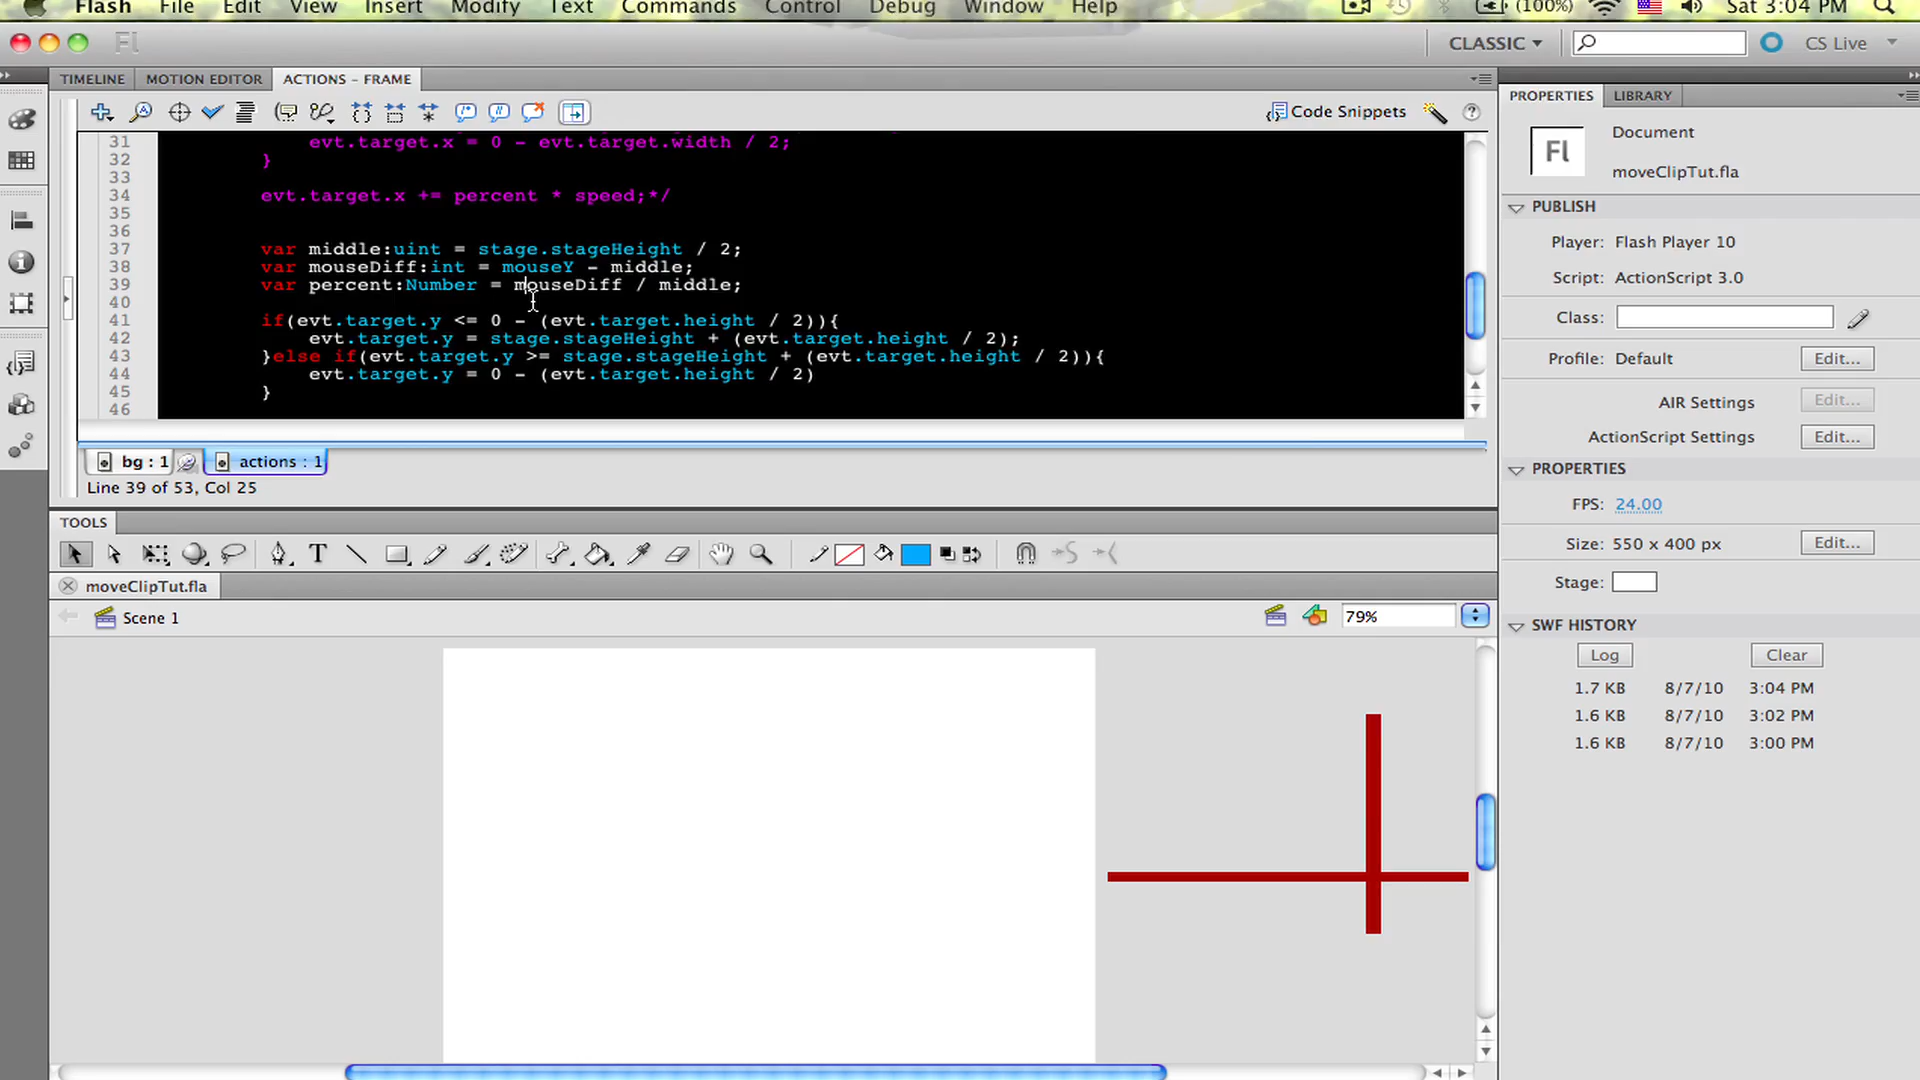 Flash File Edit View Insert Modify Text Commands Control Debug Window Help (100%) Sat 3:04 PM
Fl CLASSIC CS Live
TIMELINE MOTION EDITOR ACTIONS - FRAME
Code Snippets
31 evt.target.x = 0 - evt.target.width / 2;
32 }
33
34 evt.target.x += percent * speed;*/
35
36
37 var middle:uint = stage.stageHeight / 2;
38 var mouseDiff:int = mouseY - middle;
39 var percent:Number = mouseDiff / middle;
40
41 if(evt.target.y <= 0 - (evt.target.height / 2)){
42 evt.target.y = stage.stageHeight + (evt.target.height / 2);
43 }else if(evt.target.y >= stage.stageHeight + (evt.target.height / 2)){
44 evt.target.y = 0 - (evt.target.height / 2)
45 }
46
bg : 1 actions : 1
Line 39 of 53, Col 25
TOOLS
moveClipTut.fla
Scene 1 79%
PROPERTIES LIBRARY
Fl Document
moveClipTut.fla
PUBLISH
Player: Flash Player 10
Script: ActionScript 3.0
Class:
Profile: Default Edit...
AIR Settings Edit...
ActionScript Settings Edit...
PROPERTIES
FPS: 24.00
Size: 550 x 400 px Edit...
Stage:
SWF HISTORY
Log Clear
1.7 KB 8/7/10 3:04 PM
1.6 KB 8/7/10 3:02 PM
1.6 KB 8/7/10 3:00 PM